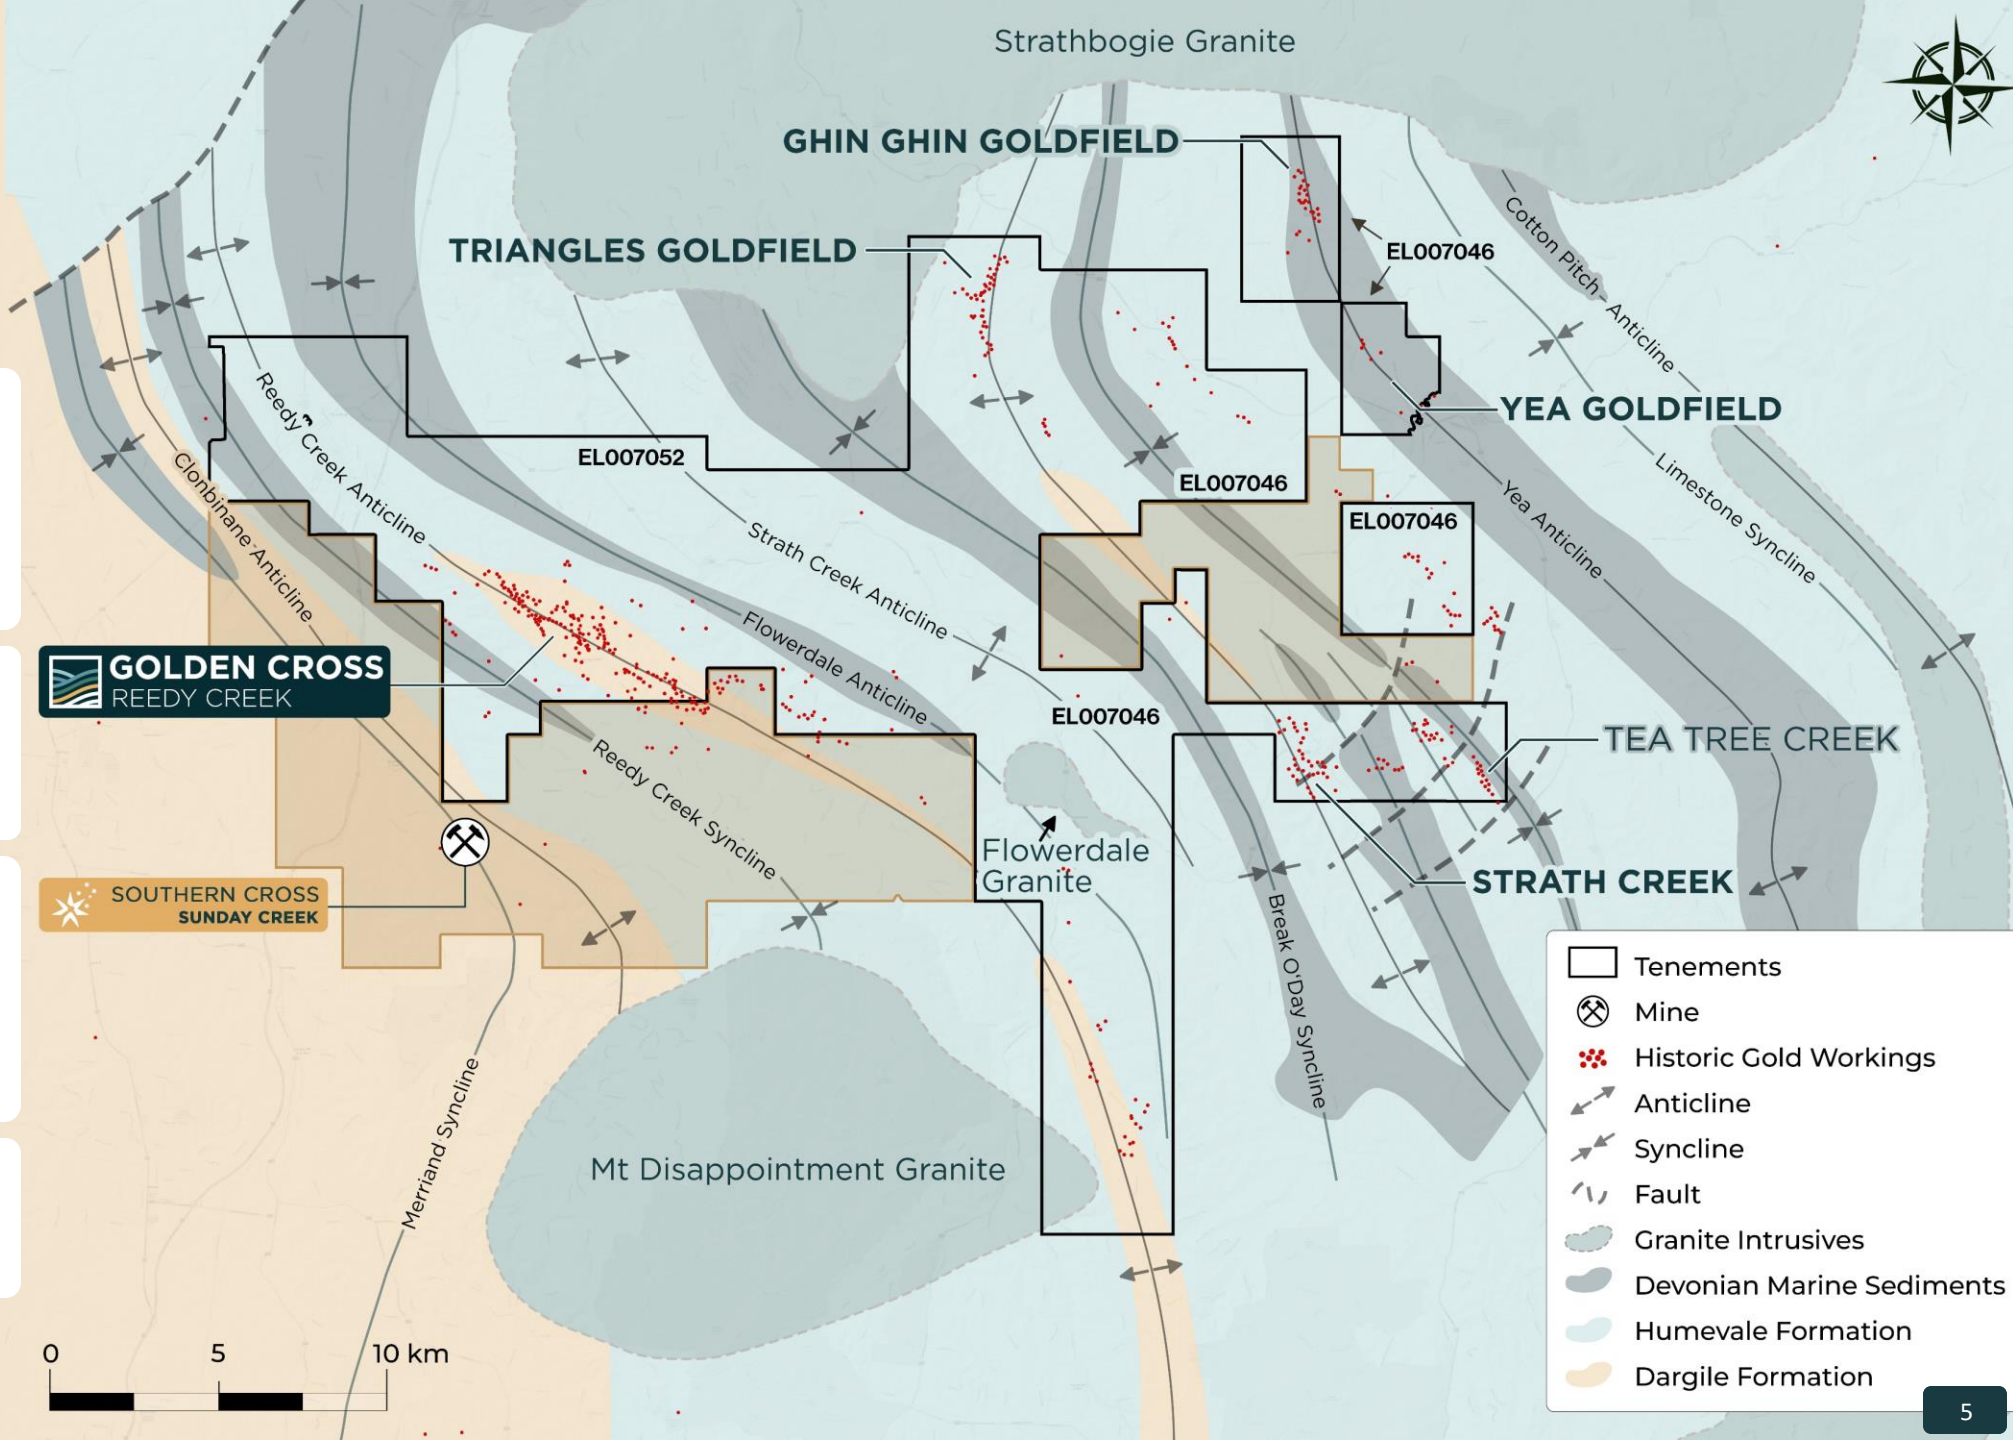 Strathbogie Granite
GHIN GHIN GOLDFIELD
TRIANGLES GOLDFIELD
EL007046
Cotton Pitch Anticline
YEA GOLDFIELD
Reedy Creek Anticline
EL007052
Clonbinane Anticline
EL007046
EL007046
Limestone Syncline
Yea Anticline
Strath Creek Anticline
Flowerdale Anticline
GOLDEN CROSS
REEDY CREEK
EL007046
TEA TREE CREEK
Reedy Creek Syncline
Flowerdale
Granite
STRATH CREEK
SOUTHERN CROSS
SUNDAY CREEK
Break O'Day Syncline
Merriand Syncline
Mt Disappointment Granite
Tenements
Mine
Historic Gold Workings
Anticline
Syncline
Fault
Granite Intrusives
Devonian Marine Sediments
Humevale Formation
Dargile Formation
0 5 10 km
5